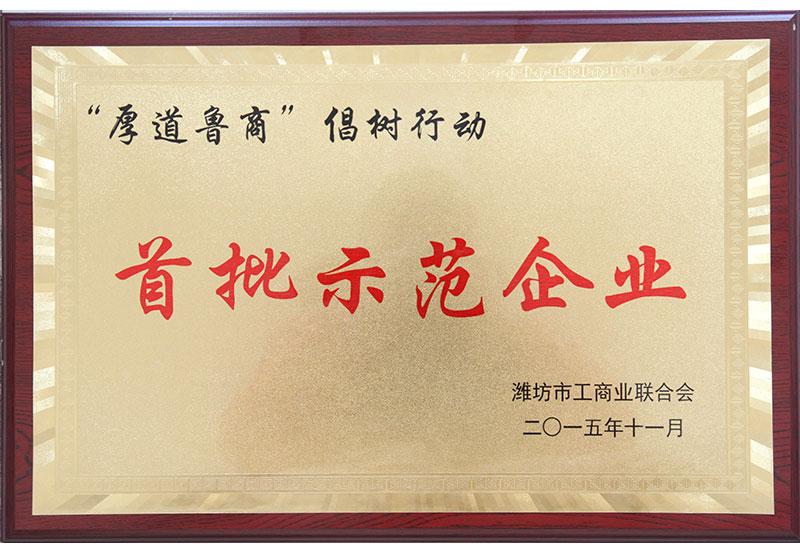 “厚道鲁商”倡树行动
首批示范企业
潍坊市工商业联合会
二〇一五年十一月